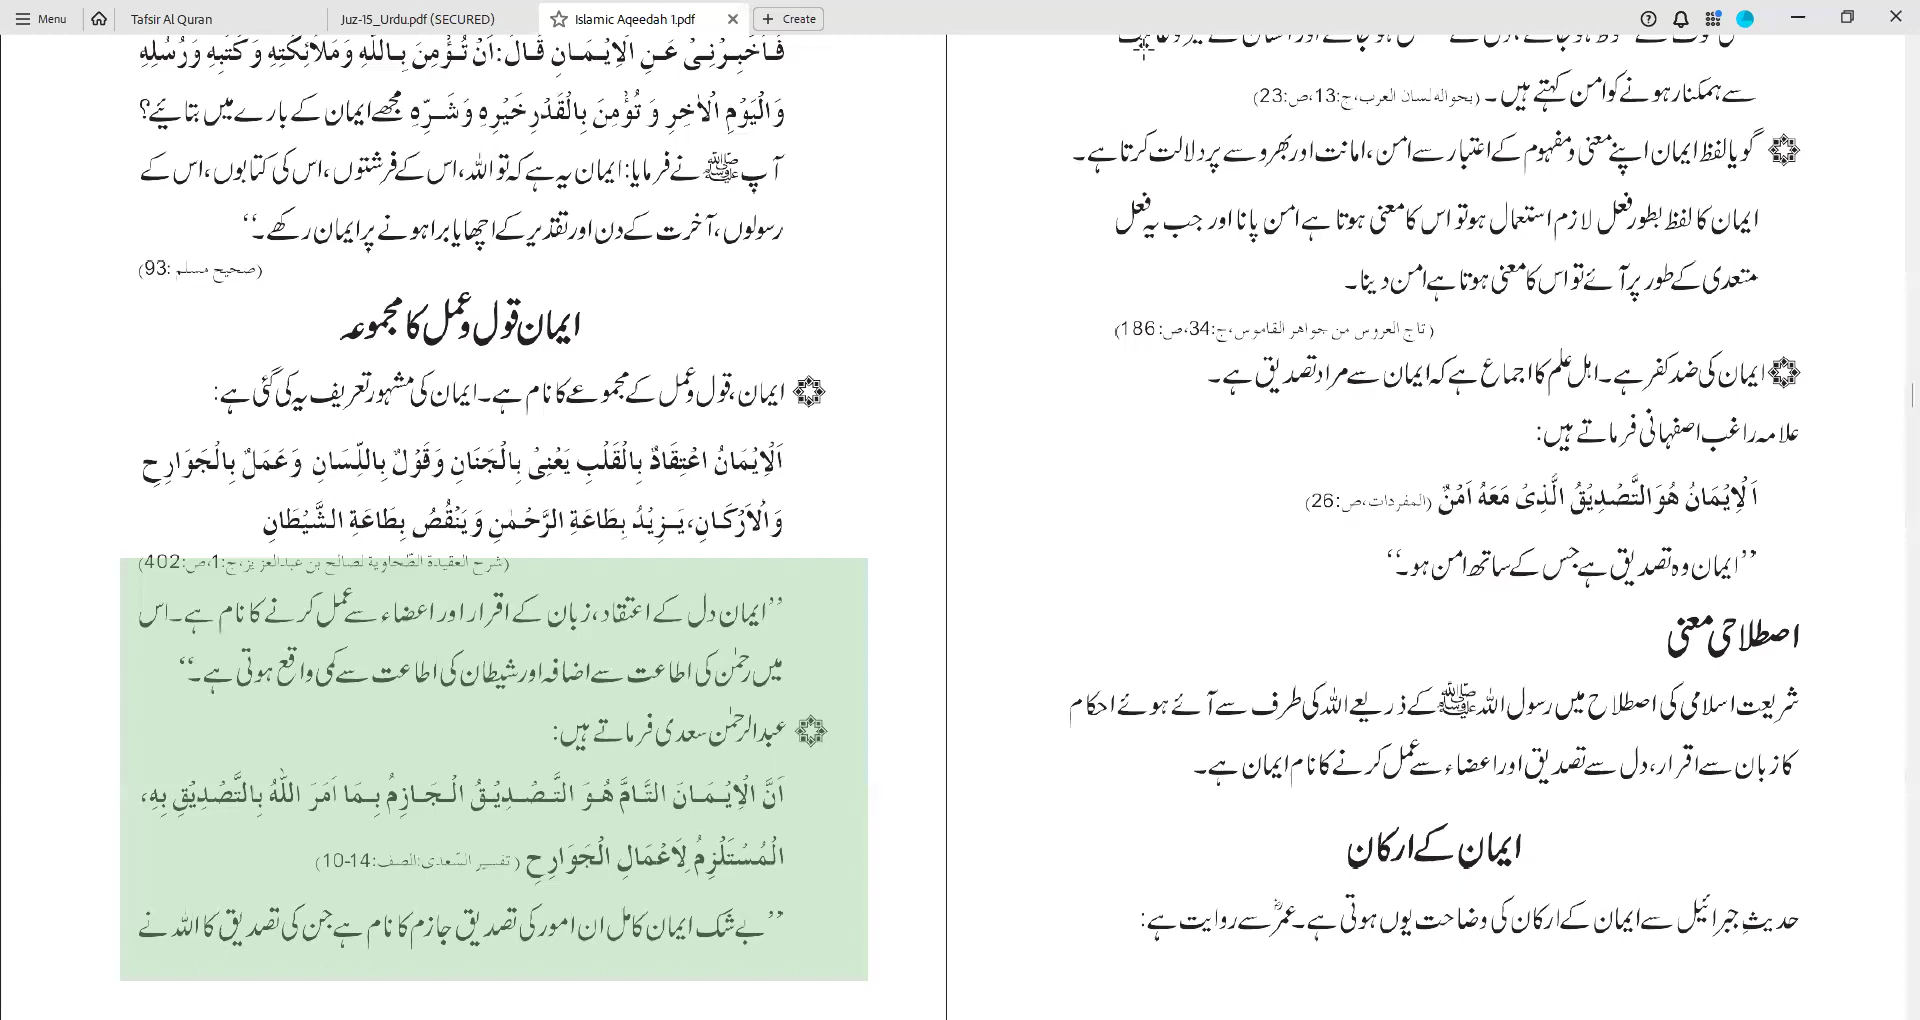 Menu
Tafsir Al Quran
Juz-15_Urdu.pdf (SECURED)
Islamic Aqeedah 1.pdf
Create
سے ہمکنار ہونے کو امن کہتے ہیں۔ (بحوالہ لسان العرب،ج:13،ص:23)
گویا لفظ ایمان اپنے معنی و مفہوم کے اعتبار سے امن، امانت اور بھروسے پر دلالت کرتا ہے۔
ایمان کا لفظ بطور فعل لازم استعمال ہو تو اس کا معنی ہوتا ہے امن پانا اور جب یہ فعل
متعدی کے طور پر آئے تو اس کا معنی ہوتا ہے امن دینا۔
(تاج العروس من جواهر القاموس،ج:34،ص:186)
ایمان کی ضد کفر ہے۔ اہل علم کا اجماع ہے کہ ایمان سے مراد تصدیق ہے۔
علامہ راغب اصفہانی فرماتے ہیں:
اَلْاِيْمَانُ هُوَ التَّصْدِيْقُ الَّذِىْ مَعَهُ اَمْنٌ (المفردات،ص:26)
’’ایمان وہ تصدیق ہے جس کے ساتھ امن ہو۔‘‘
اصطلاحی معنی
شریعت اسلامی کی اصطلاح میں رسول اللہ ﷺ کے ذریعے اللہ کی طرف سے آئے ہوئے احکام
کا زبان سے اقرار، دل سے تصدیق اور اعضاء سے عمل کرنے کا نام ایمان ہے۔
ایمان کے ارکان
حدیثِ جبرائیل سے ایمان کے ارکان کی وضاحت یوں ہوتی ہے۔ عمرؓ سے روایت ہے:
فَاَخْبِرْنِىْ عَنِ الْاِيْمَانِ قَالَ: اَنْ تُؤْمِنَ بِاللّٰهِ وَمَلَائِكَتِهِ وَكُتُبِهِ وَرُسُلِهِ
وَالْيَوْمِ الْاٰخِرِ وَ تُؤْمِنَ بِالْقَدْرِ خَيْرِهِ وَشَرِّهِ مجھے ایمان کے بارے میں بتائیے؟
آپ ﷺ نے فرمایا: ایمان یہ ہے کہ تو اللہ، اس کے فرشتوں، اس کی کتابوں، اس کے
رسولوں، آخرت کے دن اور تقدیر کے اچھا یا برا ہونے پر ایمان رکھے۔‘‘
(صحیح مسلم :93)
ایمان قول و عمل کا مجموعہ
ایمان، قول و عمل کے مجموعے کا نام ہے۔ ایمان کی مشہور تعریف یہ کی گئی ہے:
اَلْاِيْمَانُ اعْتِقَادٌ بِالْقَلْبِ يَعْنِىْ بِالْجَنَانِ وَقَوْلٌ بِاللِّسَانِ وَعَمَلٌ بِالْجَوَارِحِ
وَالْاَرْكَانِ، يَزِيْدُ بِطَاعَةِ الرَّحْمٰنِ وَيَنْقُصُ بِطَاعَةِ الشَّيْطَانِ
(شرح العقيدة الطّحاوية لصالح بن عبدالعزيز،ج:1،ص:402)
’’ایمان دل کے اعتقاد، زبان کے اقرار اور اعضاء سے عمل کرنے کا نام ہے۔ اس
میں رحمٰن کی اطاعت سے اضافہ اور شیطان کی اطاعت سے کمی واقع ہوتی ہے۔‘‘
عبدالرحمٰن سعدی فرماتے ہیں:
اَنَّ الْاِيْمَانَ التَّامَّ هُوَ التَّصْدِيْقُ الْجَازِمُ بِمَا اَمَرَ اللّٰهُ بِالتَّصْدِيْقِ بِهِ،
الْمُسْتَلْزِمُ لِاَعْمَالِ الْجَوَارِحِ (تفسير السّعدى:الصف:14-10)
’’بے شک ایمان کامل ان امور کی تصدیق جازم کا نام ہے جن کی تصدیق کا اللہ نے